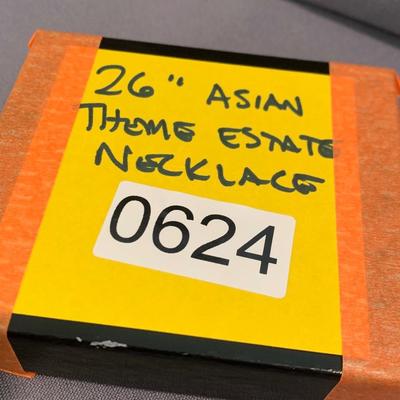 26" ASIAN
THEME ESTATE
NECKLACE
0624